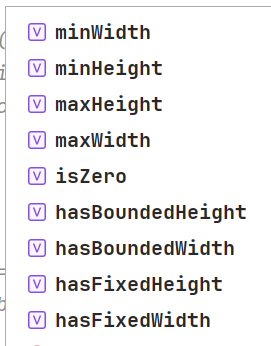 V minWidth
V minHeight
V maxHeight
V maxWidth
V isZero
V hasBoundedHeight
V hasBoundedWidth
V hasFixedHeight
V hasFixedWidth